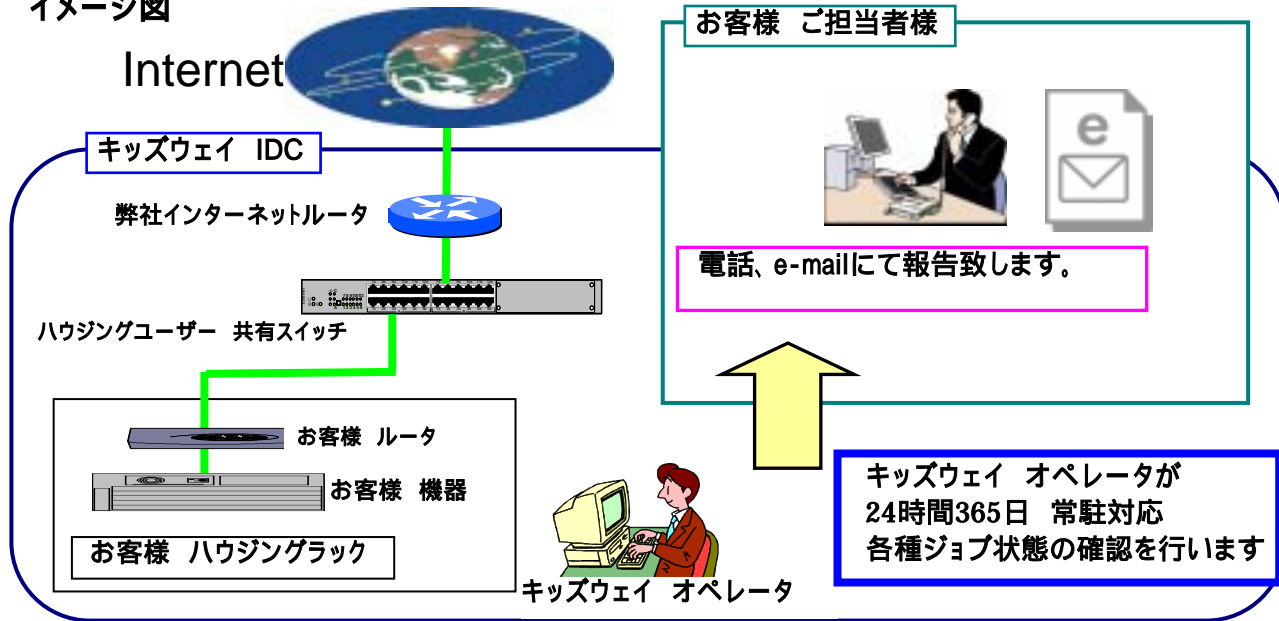 イメージ図
Internet
お客様 ご担当者様
e
キッズウェイ IDC
弊社インターネットルータ
電話、e-mailにて報告致します。
ハウジングユーザー 共有スイッチ
お客様 ルータ
お客様 機器
お客様 ハウジングラック
キッズウェイ オペレータが
24時間365日 常駐対応
各種ジョブ状態の確認を行います
キッズウェイ オペレータ